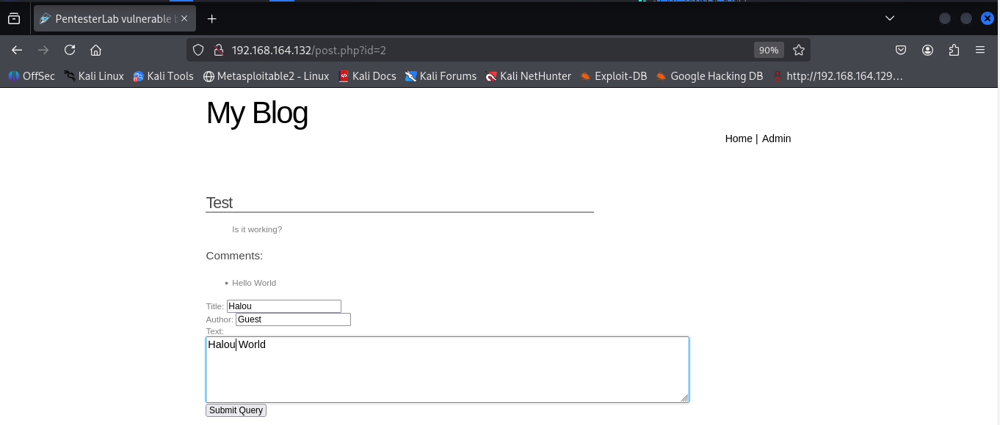 PentesterLab vulnerable b
192.168.164.132/post.php?id=2
90%
OffSec Kali Linux Kali Tools Metasploitable2 - Linux Kali Docs Kali Forums Kali NetHunter Exploit-DB Google Hacking DB http://192.168.164.129…
My Blog
Home | Admin
Test
Is it working?
Comments:
• Hello World
Title: Halou
Author: Guest
Text:
Halou World
Submit Query